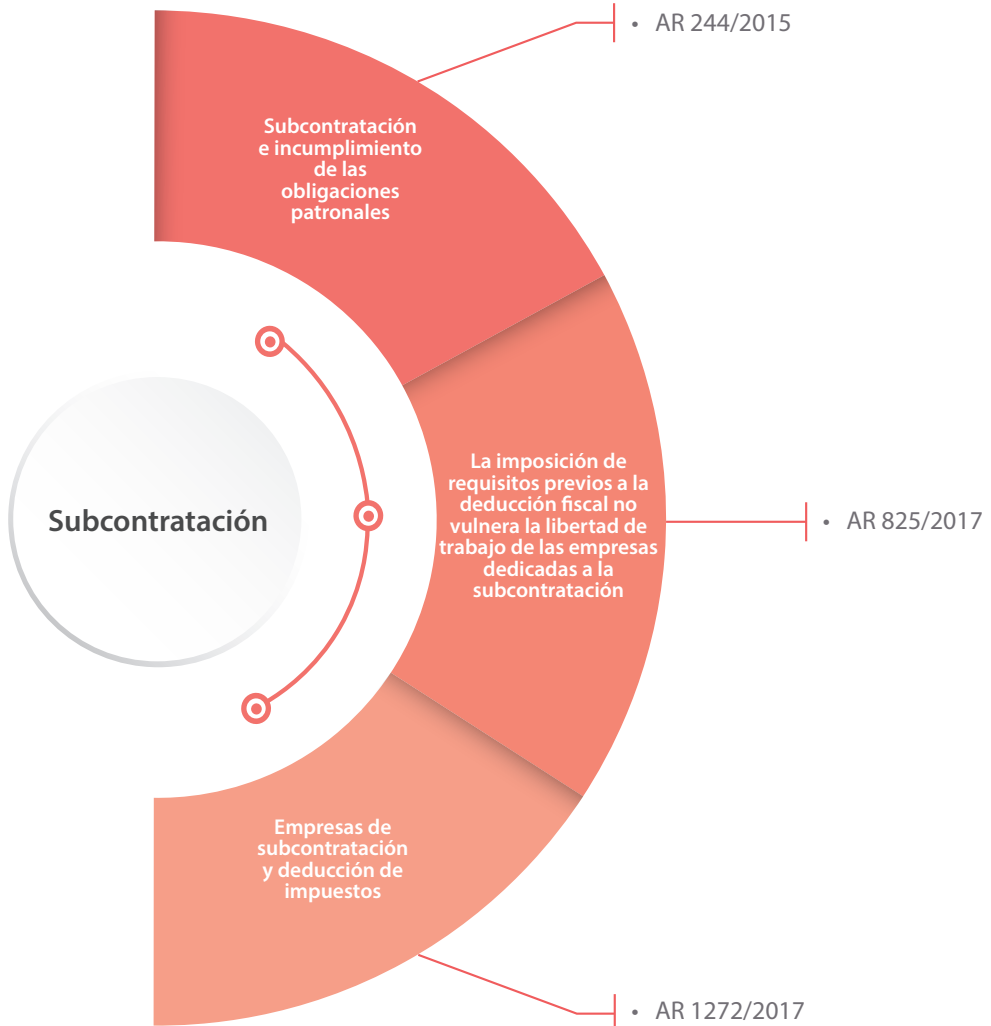 • AR 244/2015
Subcontratación
e incumplimiento
de las
obligaciones
patronales
Subcontratación
La imposición de
requisitos previos a la
deducción fiscal no
vulnera la libertad de
trabajo de las empresas
dedicadas a la
subcontratación
• AR 825/2017
Empresas de
subcontratación
y deducción de
impuestos
• AR 1272/2017